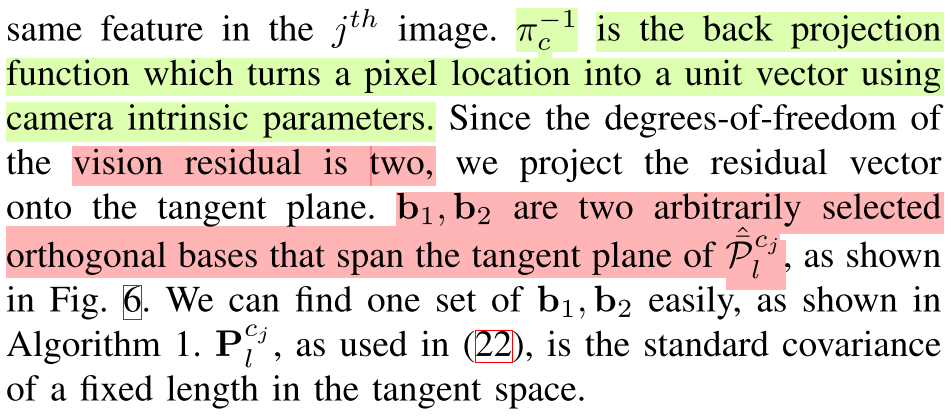 same feature in the $j^{th}$ image. $\pi_c^{-1}$ is the back projection
function which turns a pixel location into a unit vector using
camera intrinsic parameters. Since the degrees-of-freedom of
the vision residual is two, we project the residual vector
onto the tangent plane. $\mathbf{b}_1, \mathbf{b}_2$ are two arbitrarily selected
orthogonal bases that span the tangent plane of $\hat{\bar{\mathcal{P}}}_l^{c_j}$, as shown
in Fig. 6. We can find one set of $\mathbf{b}_1, \mathbf{b}_2$ easily, as shown in
Algorithm 1. $\mathbf{P}_l^{c_j}$, as used in (22), is the standard covariance
of a fixed length in the tangent space.